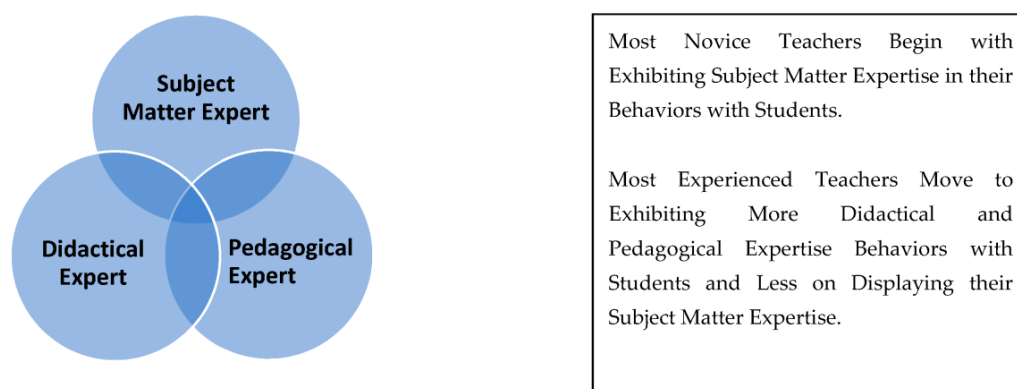 Subject
Matter Expert
Didactical
Expert
Pedagogical
Expert
Most Novice Teachers Begin with
Exhibiting Subject Matter Expertise in their
Behaviors with Students.
Most Experienced Teachers Move to
Exhibiting More Didactical and
Pedagogical Expertise Behaviors with
Students and Less on Displaying their
Subject Matter Expertise.